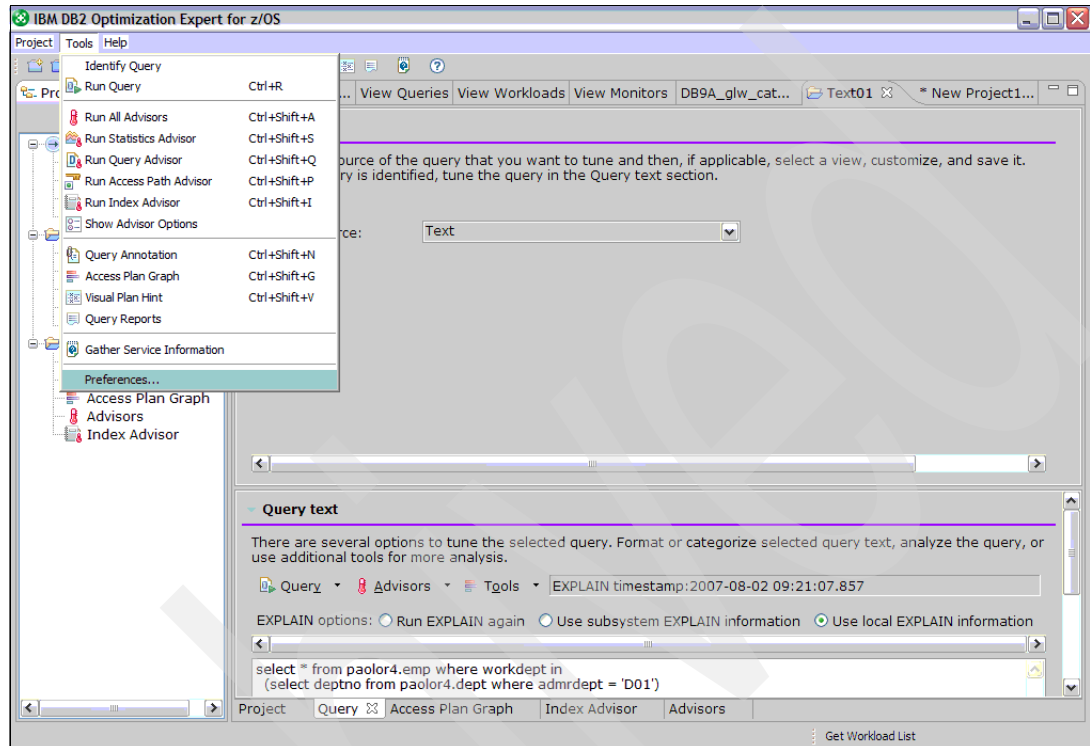 IBM DB2 Optimization Expert for z/OS
Project Tools Help
Identify Query
Run Query Ctrl+R
Run All Advisors Ctrl+Shift+A
Run Statistics Advisor Ctrl+Shift+S
Run Query Advisor Ctrl+Shift+Q
Run Access Path Advisor Ctrl+Shift+P
Run Index Advisor Ctrl+Shift+I
Show Advisor Options
Query Annotation Ctrl+Shift+N
Access Plan Graph Ctrl+Shift+G
Visual Plan Hint Ctrl+Shift+V
Query Reports
Gather Service Information
Preferences...
... View Queries View Workloads View Monitors DB9A_glw_cat... Text01 * New Project1...
ource of the query that you want to tune and then, if applicable, select a view, customize, and save it.
ry is identified, tune the query in the Query text section.
rce: Text
Access Plan Graph
Advisors
Index Advisor
Query text
There are several options to tune the selected query. Format or categorize selected query text, analyze the query, or
use additional tools for more analysis.
Query Advisors Tools EXPLAIN timestamp:2007-08-02 09:21:07.857
EXPLAIN options: Run EXPLAIN again Use subsystem EXPLAIN information Use local EXPLAIN information
select * from paolor4.emp where workdept in
(select deptno from paolor4.dept where admrdept = 'D01')
Project Query Access Plan Graph Index Advisor Advisors
Get Workload List